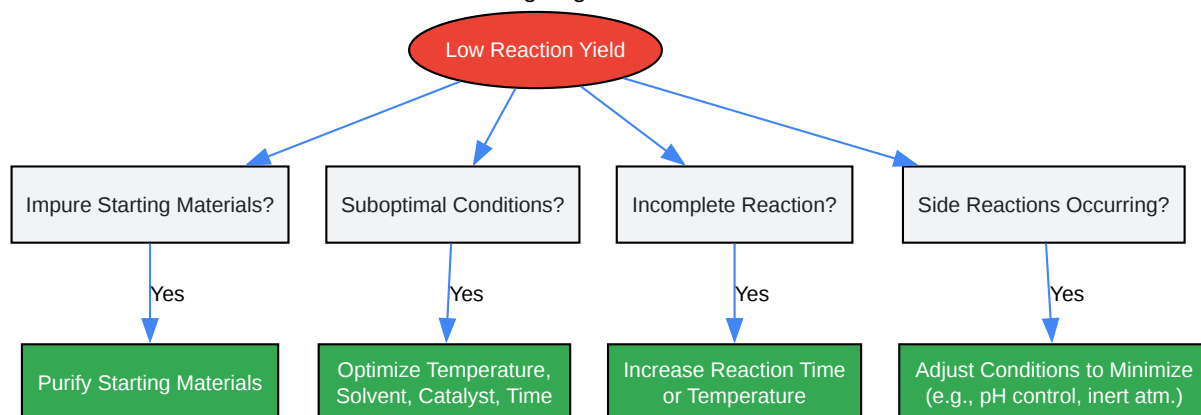 Low Reaction Yield
Impure Starting Materials?
Suboptimal Conditions?
Incomplete Reaction?
Side Reactions Occurring?
Yes
Yes
Yes
Yes
Purify Starting Materials
Optimize Temperature,
Solvent, Catalyst, Time
Increase Reaction Time
or Temperature
Adjust Conditions to Minimize
(e.g., pH control, inert atm.)